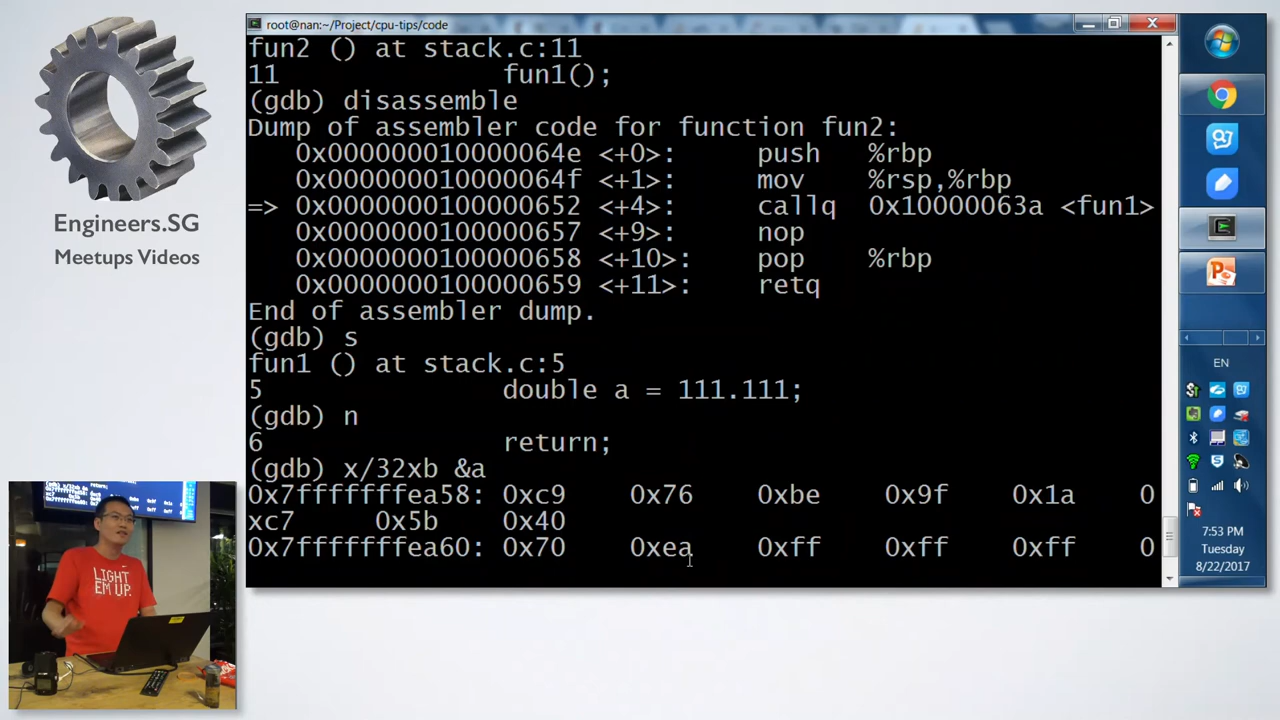 root@nan:~/Project/cpu-tips/code
fun2 () at stack.c:11
11 fun1();
(gdb) disassemble
Dump of assembler code for function fun2:
0x000000010000064e <+0>: push %rbp
0x000000010000064f <+1>: mov %rsp,%rbp
=> 0x0000000100000652 <+4>: callq 0x10000063a <fun1>
0x0000000100000657 <+9>: nop
0x0000000100000658 <+10>: pop %rbp
0x0000000100000659 <+11>: retq
End of assembler dump.
(gdb) s
fun1 () at stack.c:5
5 double a = 111.111;
(gdb) n
6 return;
(gdb) x/32xb &a
0x7fffffffea58: 0xc9 0x76 0xbe 0x9f 0x1a 0
xc7 0x5b 0x40
0x7fffffffea60: 0x70 0xea 0xff 0xff 0xff 0
Engineers.SG
Meetups Videos
LIGHT
EM UP.
EN
7:53 PM
Tuesday
8/22/2017